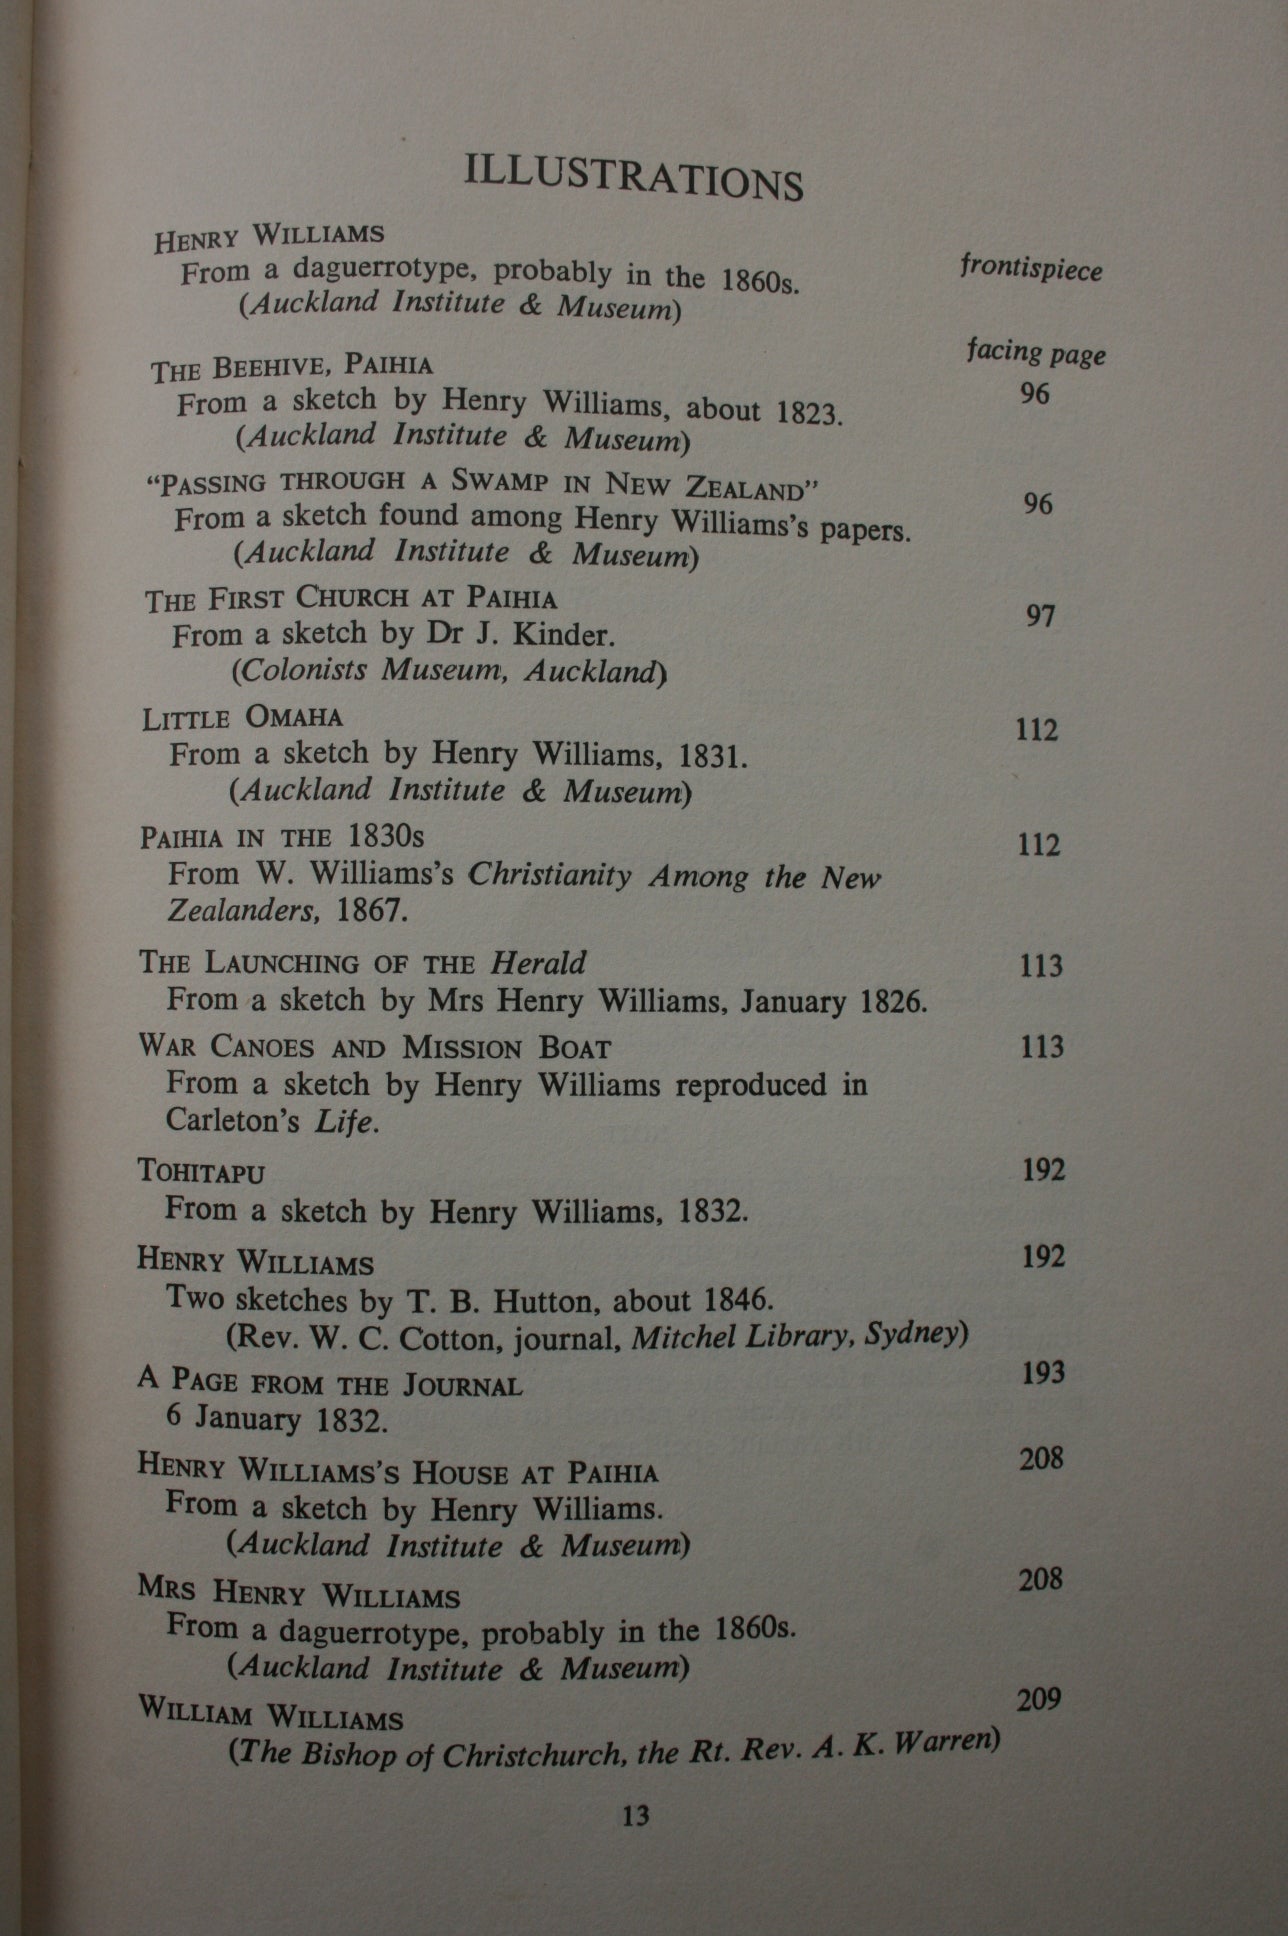 ILLUSTRATIONS
HENRY WILLIAMS
From a daguerrotype, probably in the 1860s. frontispiece
(Auckland Institute & Museum)
facing page
THE BEEHIVE, PAIHIA 96
From a sketch by Henry Williams, about 1823.
(Auckland Institute & Museum)
“PASSING THROUGH A SWAMP IN NEW ZEALAND” 96
From a sketch found among Henry Williams’s papers.
(Auckland Institute & Museum)
THE FIRST CHURCH AT PAIHIA 97
From a sketch by Dr J. Kinder.
(Colonists Museum, Auckland)
LITTLE OMAHA 112
From a sketch by Henry Williams, 1831.
(Auckland Institute & Museum)
PAIHIA IN THE 1830s 112
From W. Williams’s Christianity Among the New
Zealanders, 1867.
THE LAUNCHING OF THE Herald 113
From a sketch by Mrs Henry Williams, January 1826.
WAR CANOES AND MISSION BOAT 113
From a sketch by Henry Williams reproduced in
Carleton’s Life.
TOHITAPU 192
From a sketch by Henry Williams, 1832.
HENRY WILLIAMS 192
Two sketches by T. B. Hutton, about 1846.
(Rev. W. C. Cotton, journal, Mitchel Library, Sydney)
A PAGE FROM THE JOURNAL 193
6 January 1832.
HENRY WILLIAMS’S HOUSE AT PAIHIA 208
From a sketch by Henry Williams.
(Auckland Institute & Museum)
MRS HENRY WILLIAMS 208
From a daguerrotype, probably in the 1860s.
(Auckland Institute & Museum)
WILLIAM WILLIAMS 209
(The Bishop of Christchurch, the Rt. Rev. A. K. Warren)
13